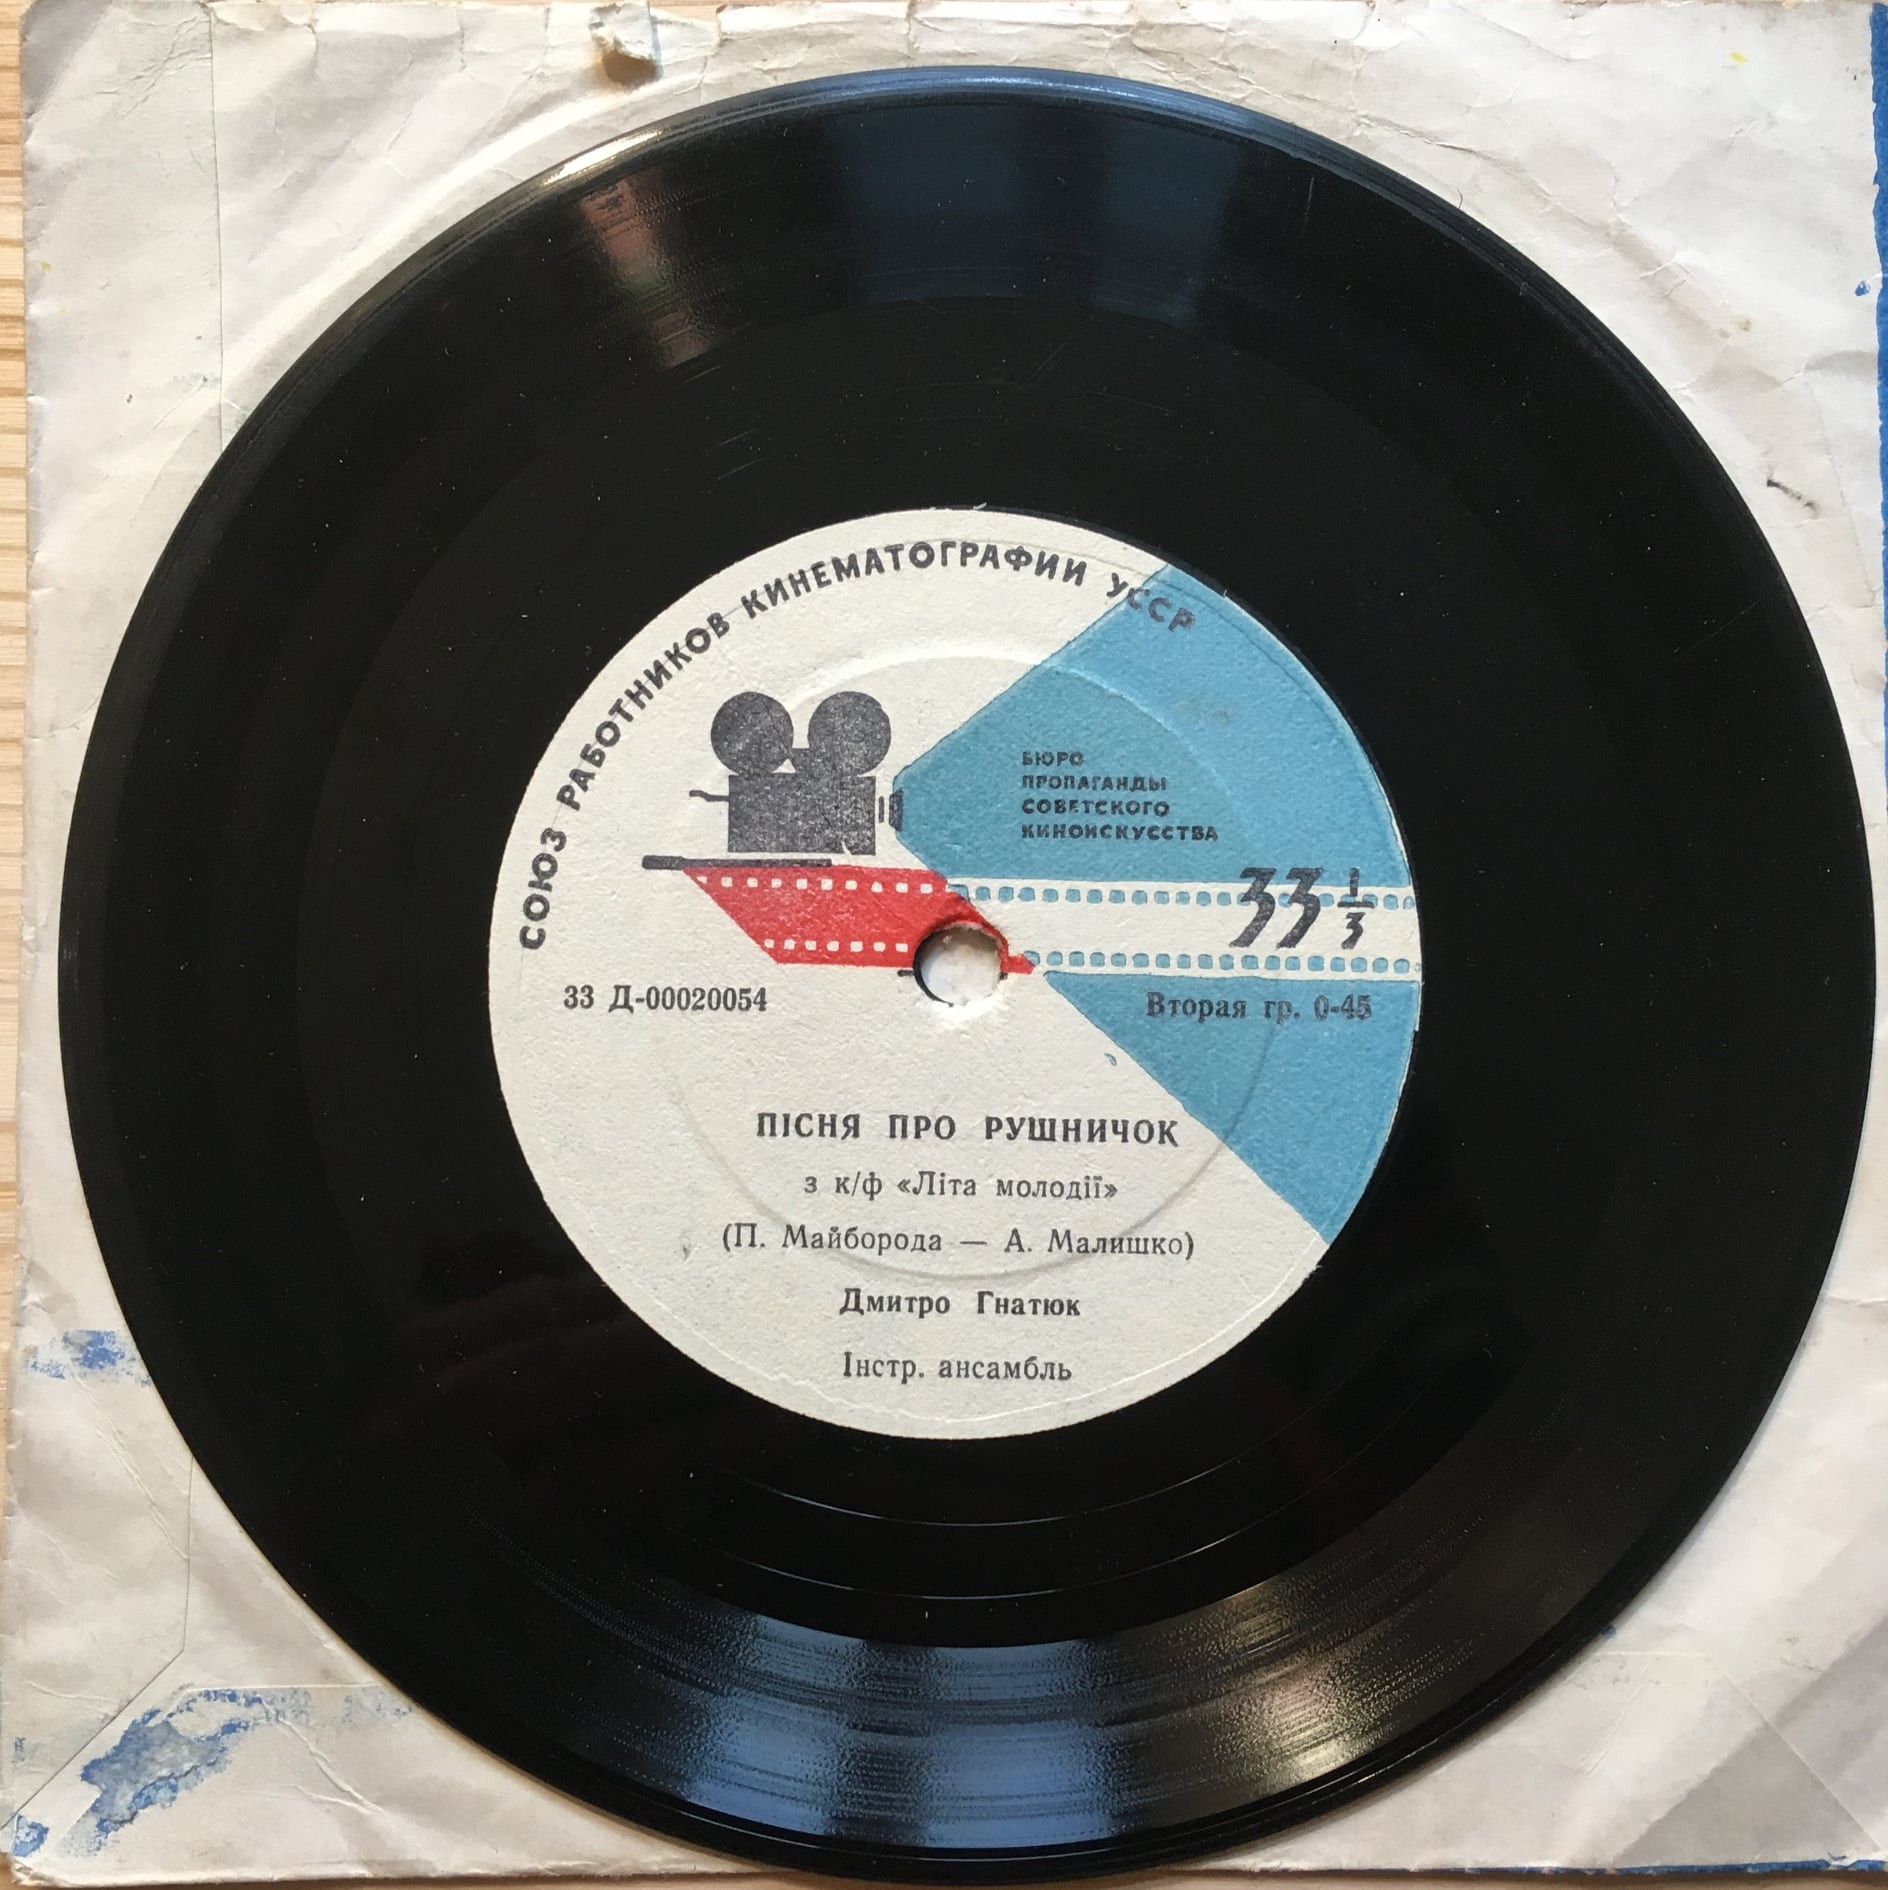 СОЮЗ РАБОТНИКОВ КИНЕМАТОГРАФИИ УССР
БЮРО
ПРОПАГАНДЫ
СОВЕТСКОГО
КИНОИСКУССТВА
33 1/3
33 Д-00020054
Вторая гр. 0-45
ПІСНЯ ПРО РУШНИЧОК
з к/ф «Літа молодії»
(П. Майборода — А. Малишко)
Дмитро Гнатюк
Інстр. ансамбль